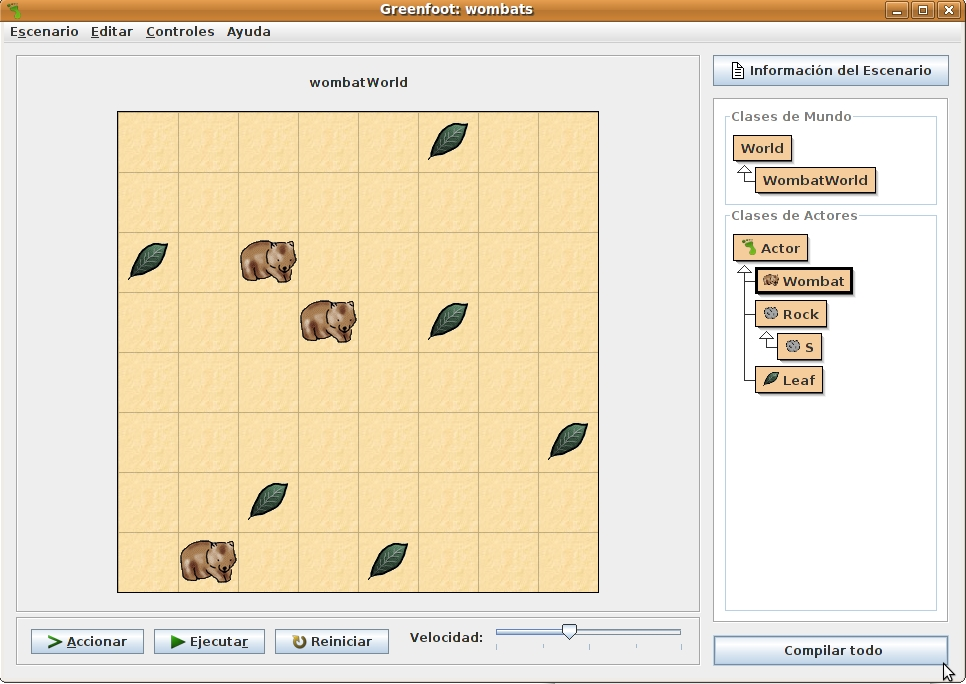 Greenfoot: wombats
Escenario Editar Controles Ayuda
wombatWorld
Información del Escenario
Clases de Mundo
World
WombatWorld
Clases de Actores
Actor
Wombat
Rock
S
Leaf
Accionar Ejecutar Reiniciar Velocidad:
Compilar todo